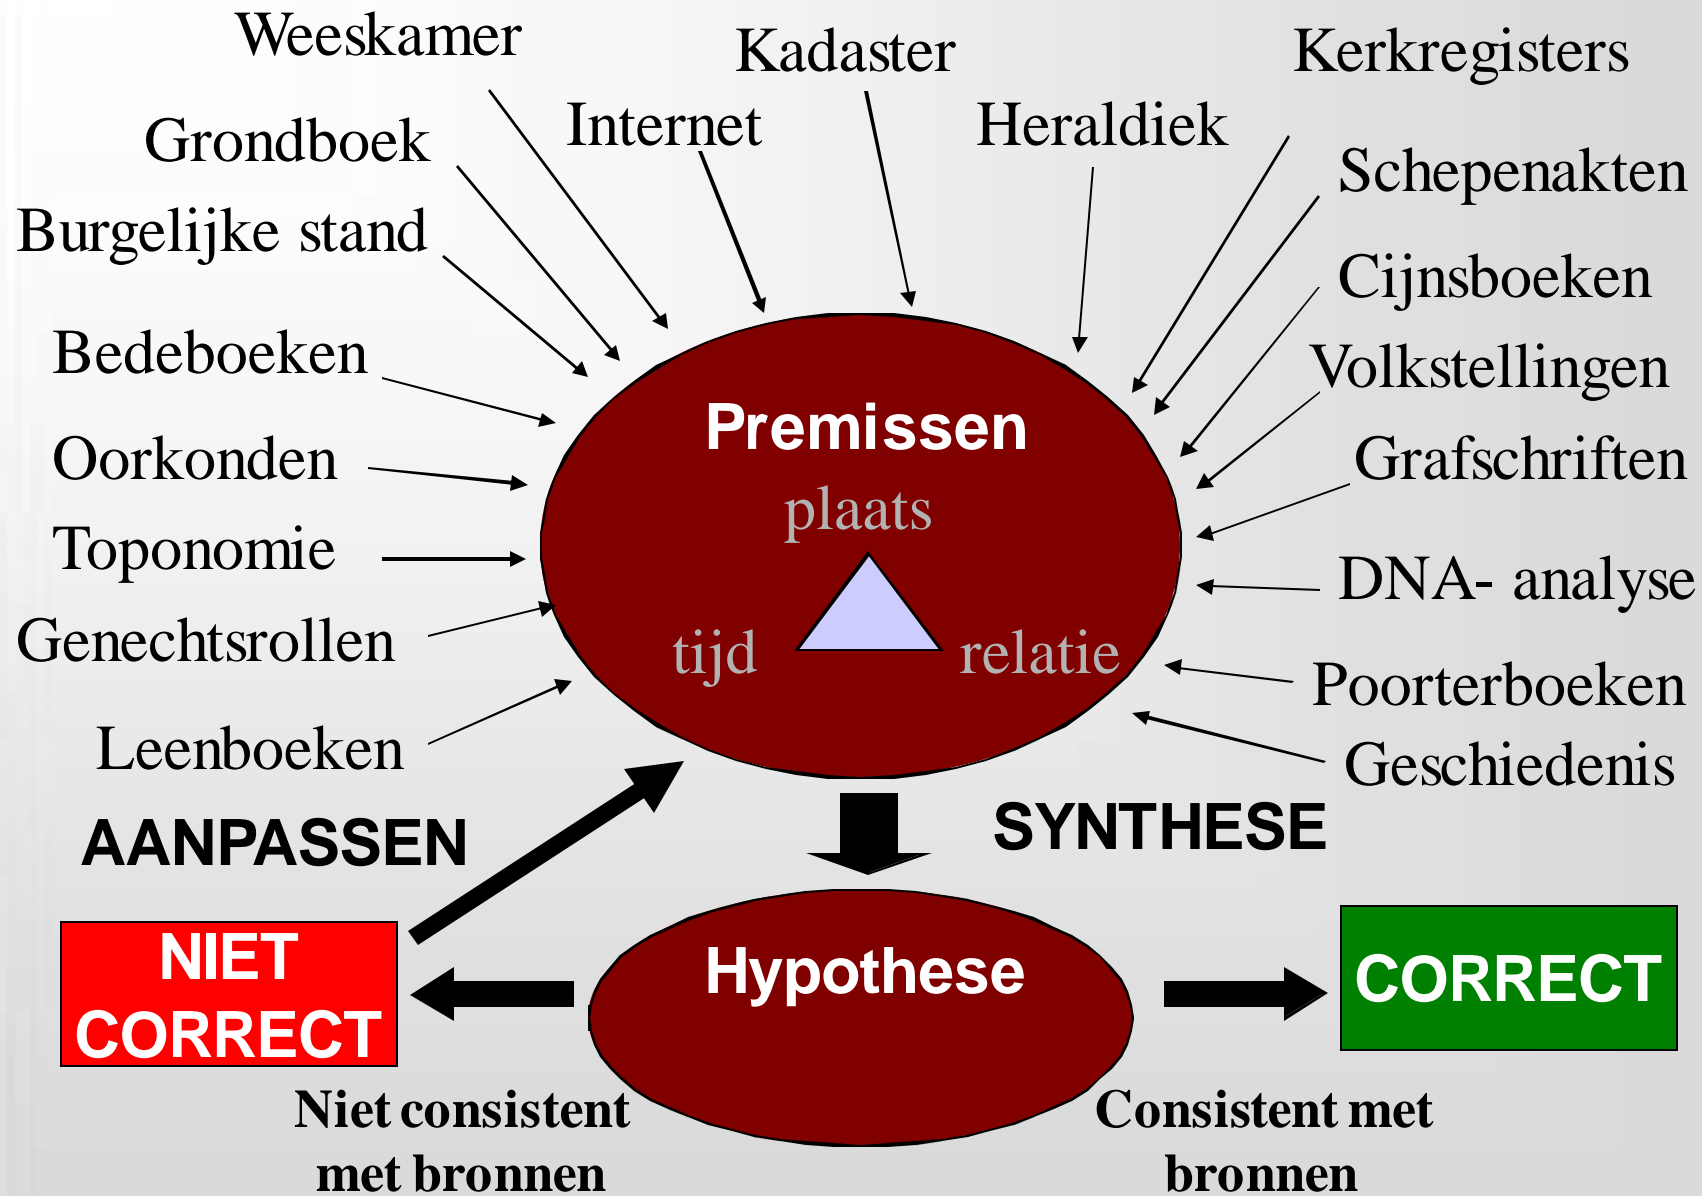 Weeskamer
Kadaster
Kerkregisters
Internet
Heraldiek
Grondboek
Schepenakten
Burgelijke stand
Cijnsboeken
Bedeboeken
Volkstellingen
Premissen
Oorkonden
Grafschriften
plaats
Toponomie
DNA- analyse
Genechtsrollen
tijd
relatie
Poorterboeken
Leenboeken
Geschiedenis
AANPASSEN
SYNTHESE
NIET
CORRECT
Hypothese
CORRECT
Niet consistent
met bronnen
Consistent met
bronnen